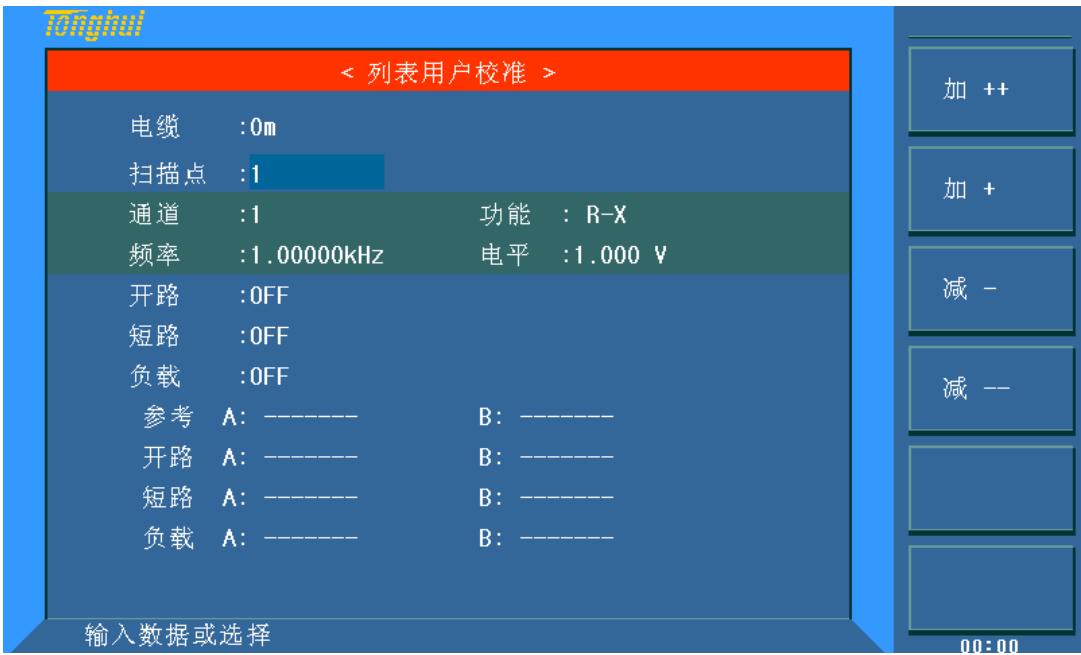 Tonghui
< 列表用户校准 >
电缆 :0m
扫描点 :1
通道 :1 功能 : R-X
频率 :1.00000kHz 电平 :1.000 V
开路 :OFF
短路 :OFF
负载 :OFF
参考 A: ------- B: -------
开路 A: ------- B: -------
短路 A: ------- B: -------
负载 A: ------- B: -------
输入数据或选择
加 ++
加 +
减 -
减 --
00:00